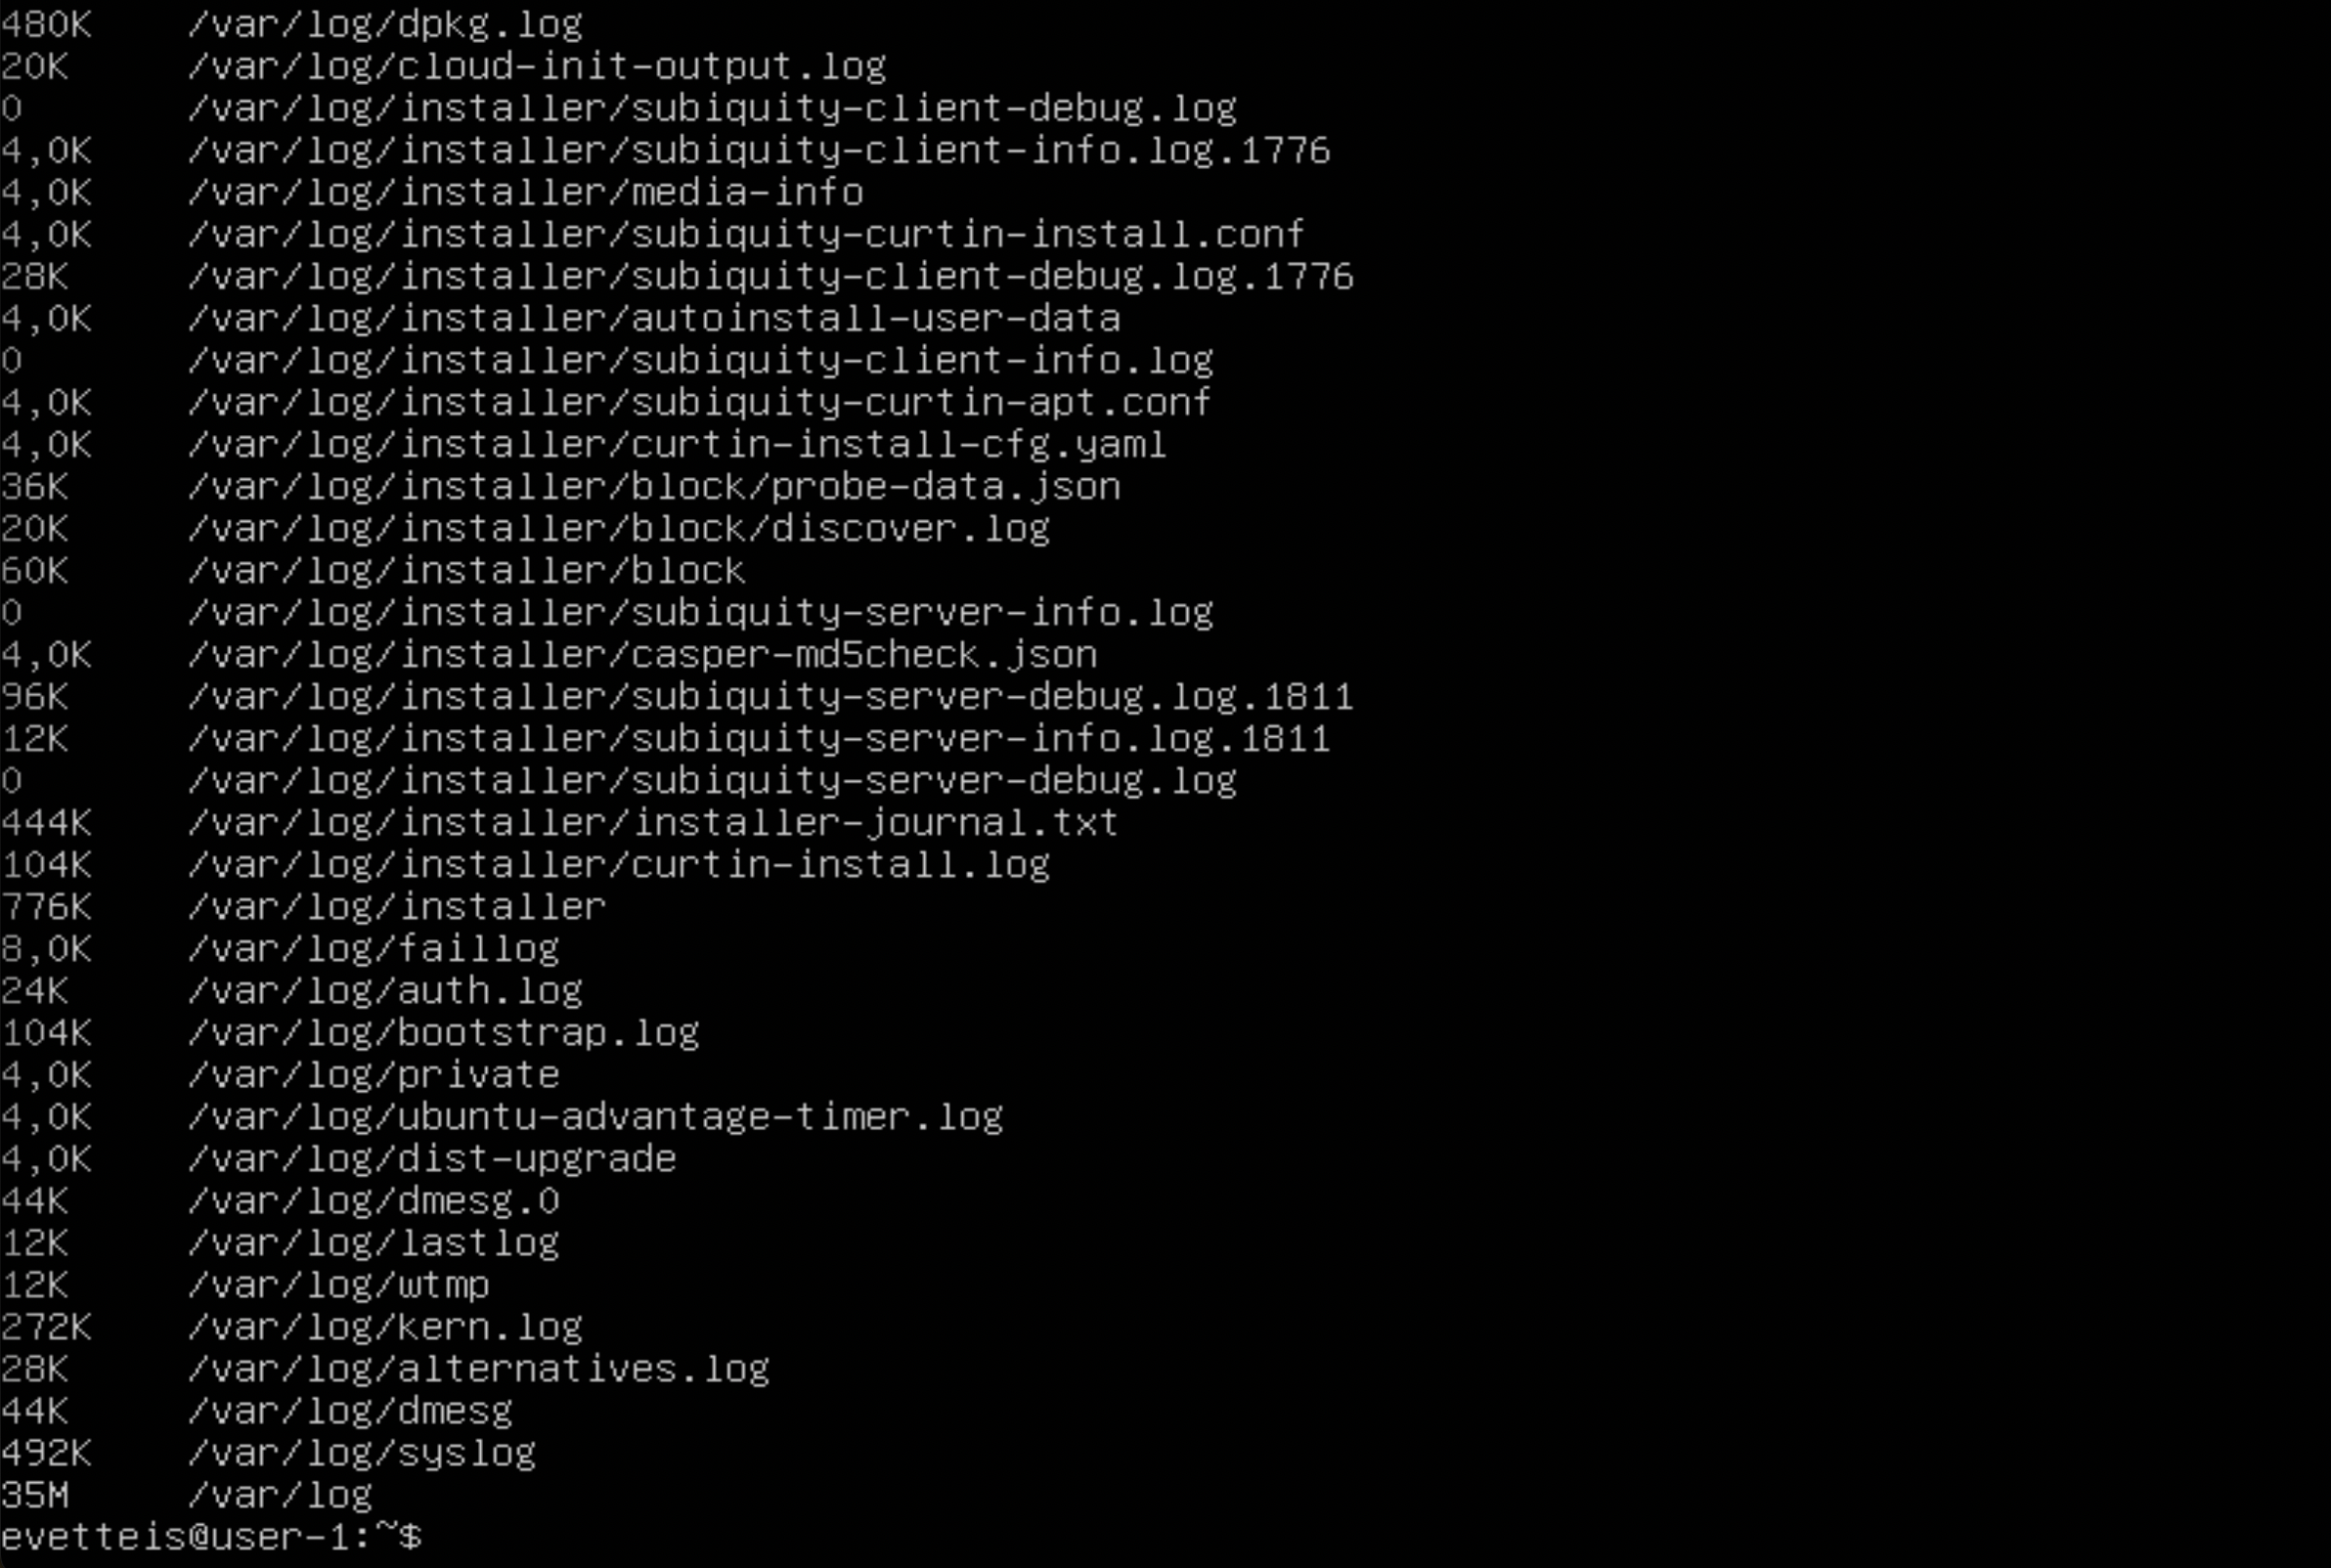 480K    /var/log/dpkg.log
20K     /var/log/cloud-init-output.log
0       /var/log/installer/subiquity-client-debug.log
4,0K    /var/log/installer/subiquity-client-info.log.1776
4,0K    /var/log/installer/media-info
4,0K    /var/log/installer/subiquity-curtin-install.conf
28K     /var/log/installer/subiquity-client-debug.log.1776
4,0K    /var/log/installer/autoinstall-user-data
0       /var/log/installer/subiquity-client-info.log
4,0K    /var/log/installer/subiquity-curtin-apt.conf
4,0K    /var/log/installer/curtin-install-cfg.yaml
36K     /var/log/installer/block/probe-data.json
20K     /var/log/installer/block/discover.log
60K     /var/log/installer/block
0       /var/log/installer/subiquity-server-info.log
4,0K    /var/log/installer/casper-md5check.json
96K     /var/log/installer/subiquity-server-debug.log.1811
12K     /var/log/installer/subiquity-server-info.log.1811
0       /var/log/installer/subiquity-server-debug.log
444K    /var/log/installer/installer-journal.txt
104K    /var/log/installer/curtin-install.log
776K    /var/log/installer
8,0K    /var/log/faillog
24K     /var/log/auth.log
104K    /var/log/bootstrap.log
4,0K    /var/log/private
4,0K    /var/log/ubuntu-advantage-timer.log
4,0K    /var/log/dist-upgrade
44K     /var/log/dmesg.0
12K     /var/log/lastlog
12K     /var/log/wtmp
272K    /var/log/kern.log
28K     /var/log/alternatives.log
44K     /var/log/dmesg
492K    /var/log/syslog
35M     /var/log
evetteis@user-1:~$